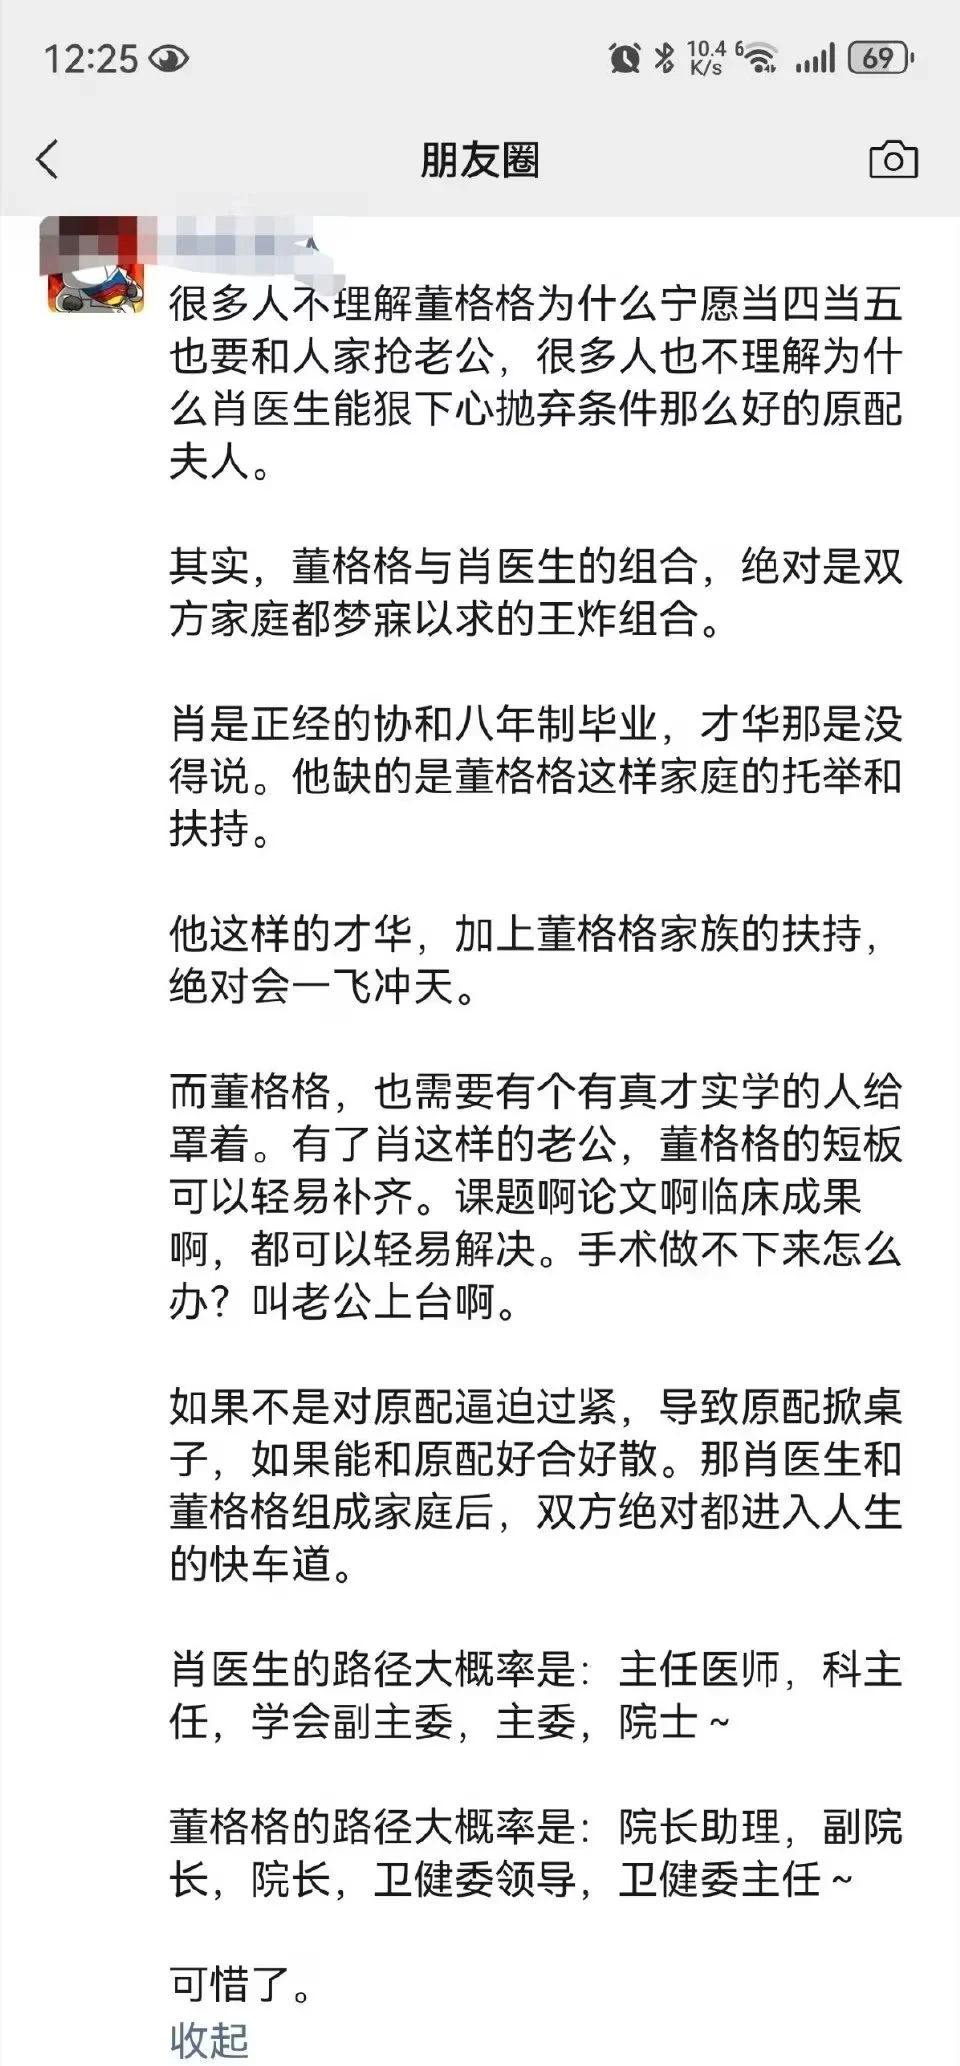 12:25
10.4 K/s
6
69
朋友圈
很多人不理解董格格为什么宁愿当四当五
也要和人家抢老公，很多人也不理解为什
么肖医生能狠下心抛弃条件那么好的原配
夫人。
其实，董格格与肖医生的组合，绝对是双
方家庭都梦寐以求的王炸组合。
肖是正经的协和八年制毕业，才华那是没
得说。他缺的是董格格这样家庭的托举和
扶持。
他这样的才华，加上董格格家族的扶持，
绝对会一飞冲天。
而董格格，也需要有个有真才实学的人给
罩着。有了肖这样的老公，董格格的短板
可以轻易补齐。课题啊论文啊临床成果
啊，都可以轻易解决。手术做不下来怎么
办？叫老公上台啊。
如果不是对原配逼迫过紧，导致原配掀桌
子，如果能和原配好合好散。那肖医生和
董格格组成家庭后，双方绝对都进入人生
的快车道。
肖医生的路径大概率是：主任医师，科主
任，学会副主委，主委，院士~
董格格的路径大概率是：院长助理，副院
长，院长，卫健委领导，卫健委主任~
可惜了。
收起